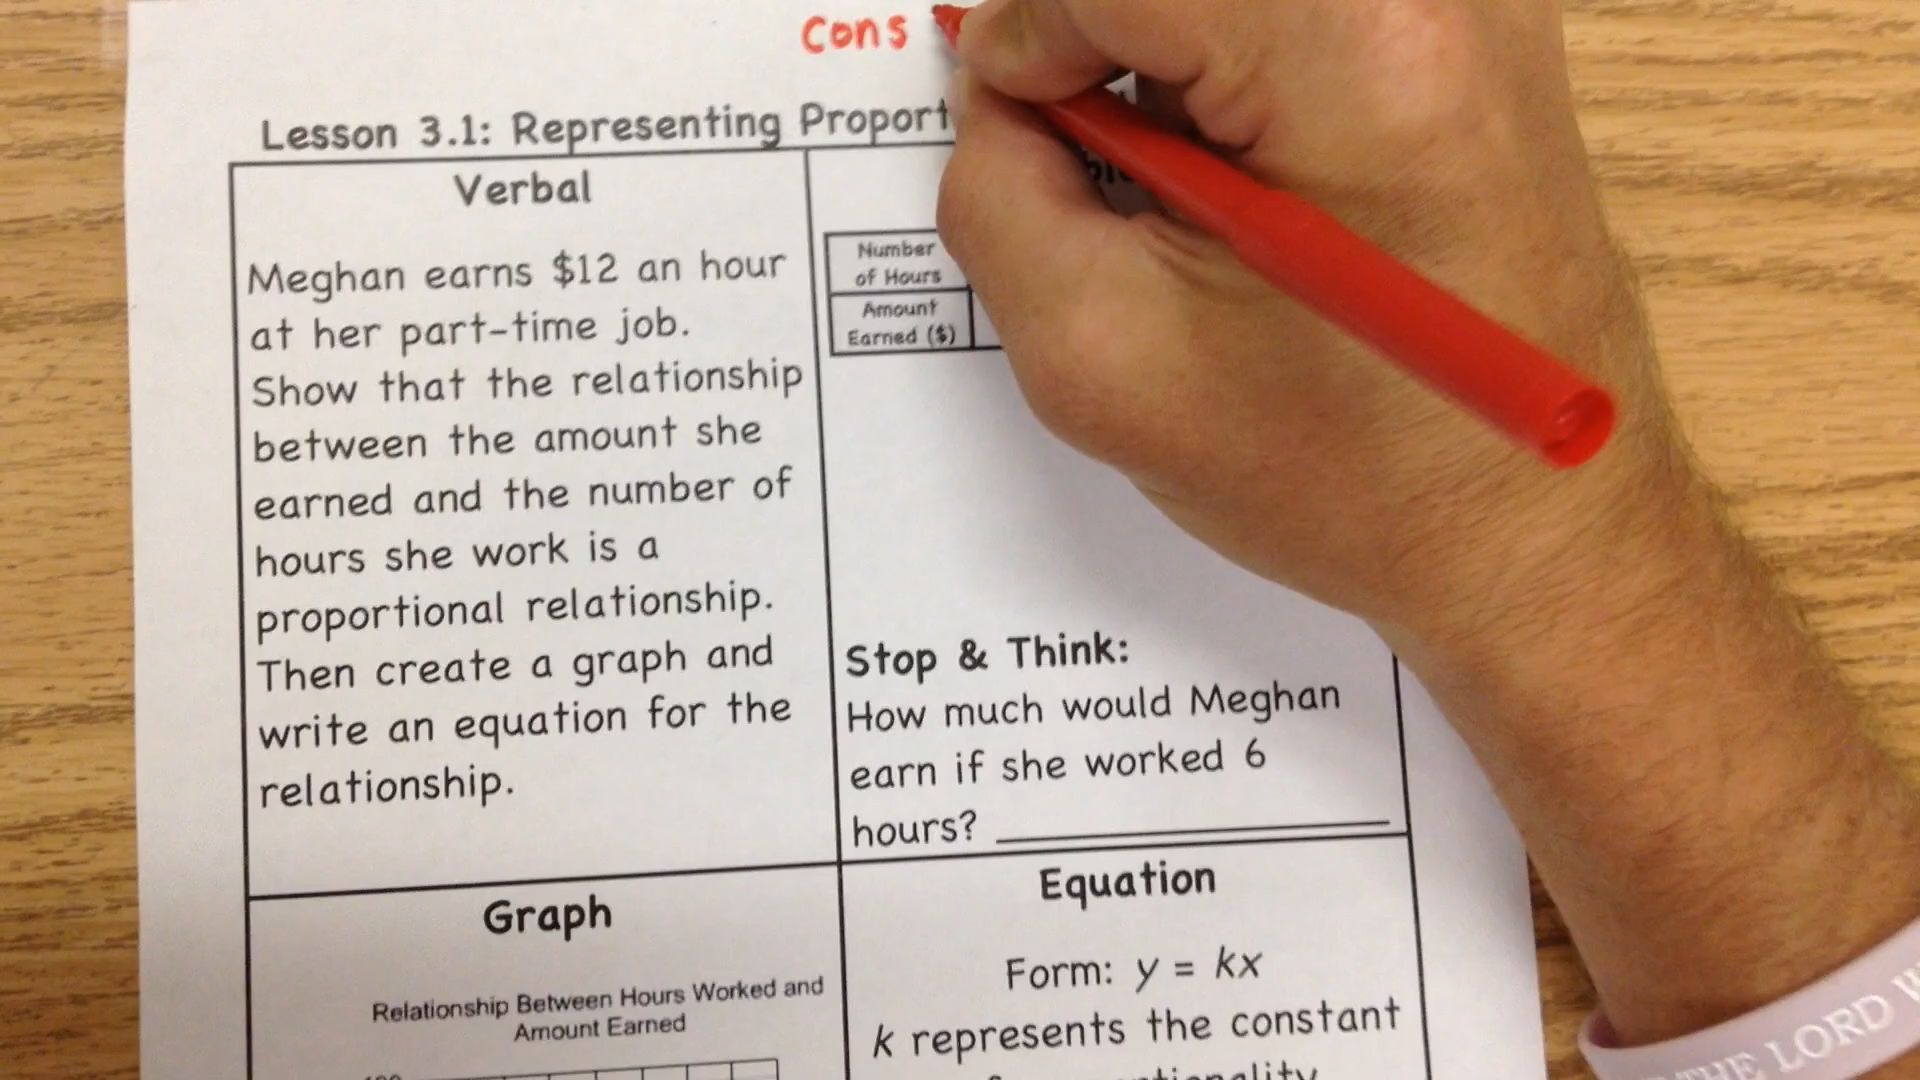 Cons
Lesson 3.1: Representing Proport
Verbal
Meghan earns $12 an hour
at her part-time job.
Show that the relationship
between the amount she
earned and the number of
hours she work is a
proportional relationship.
Then create a graph and
write an equation for the
relationship.
Number
of Hours
Amount
Earned ($)
Stop & Think:
How much would Meghan
earn if she worked 6
hours?
Graph
Relationship Between Hours Worked and
Amount Earned
Equation
Form: y = kx
k represents the constant
THE LORD W